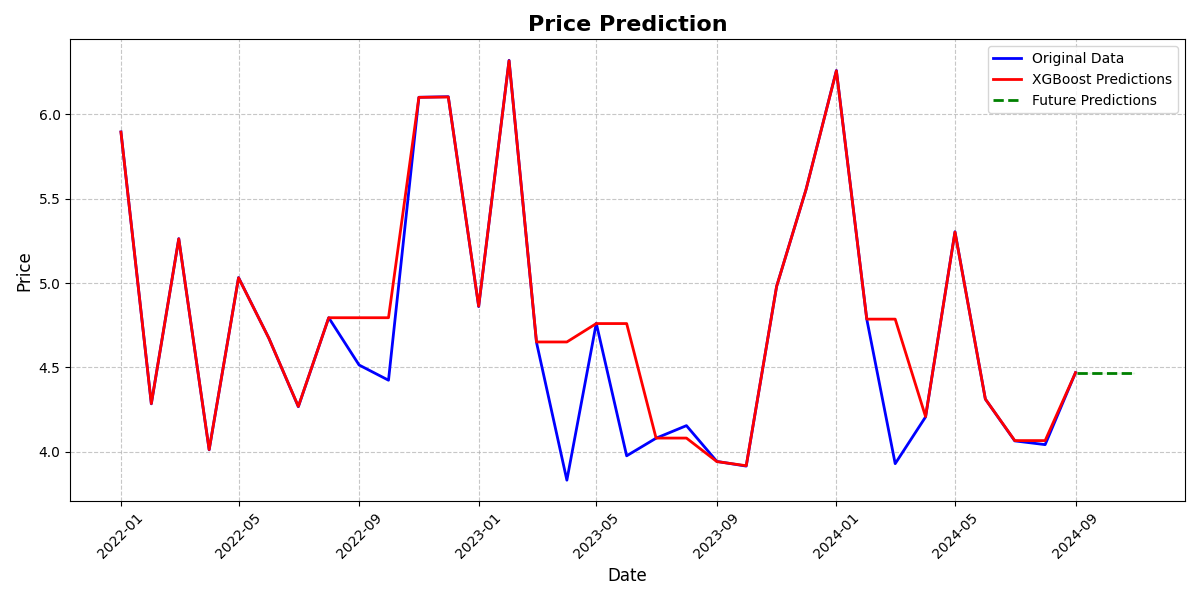 Price Prediction
Original Data
XGBoost Predictions
Future Predictions
Price
6.0
5.5
5.0
4.5
4.0
2022-01
2022-05
2022-09
2023-01
2023-05
2023-09
2024-01
2024-05
2024-09
Date